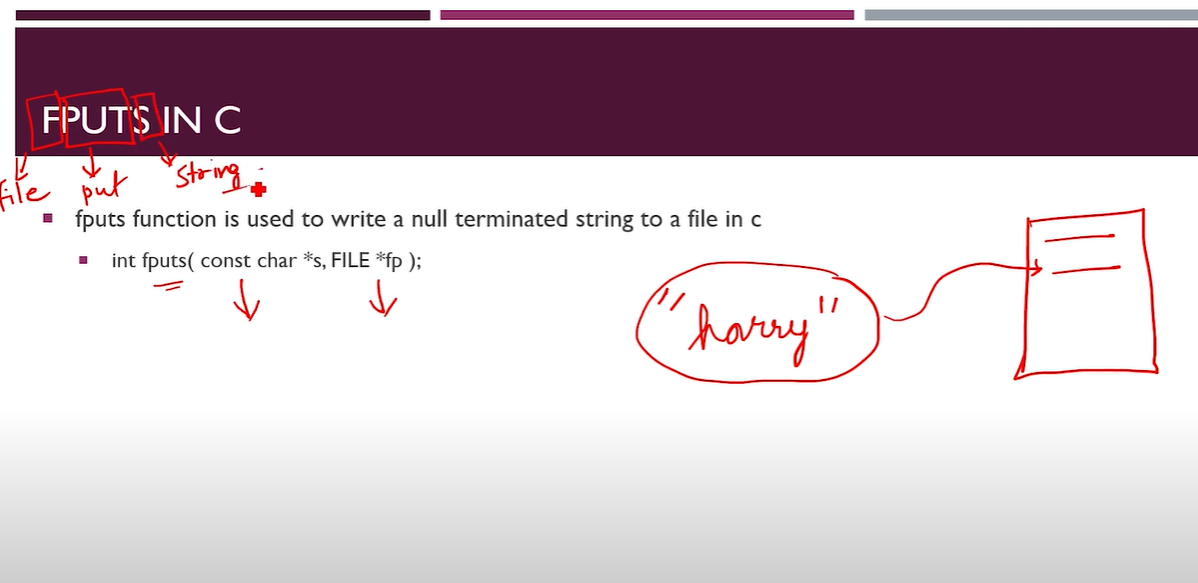 FPUTS IN C
file put string
fputs function is used to write a null terminated string to a file in c
int fputs( const char *s, FILE *fp );
"harry"